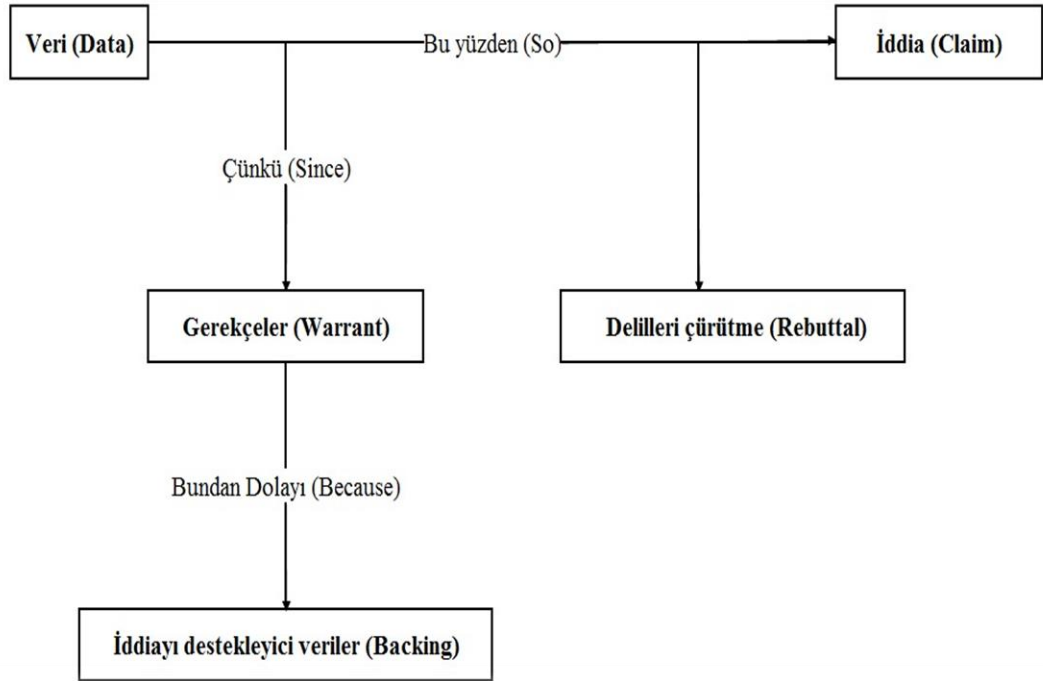 Veri (Data)
Bu yüzden (So)
İddia (Claim)
Çünkü (Since)
Gerekçeler (Warrant)
Delilleri çürütme (Rebuttal)
Bundan Dolayı (Because)
İddiayı destekleyici veriler (Backing)